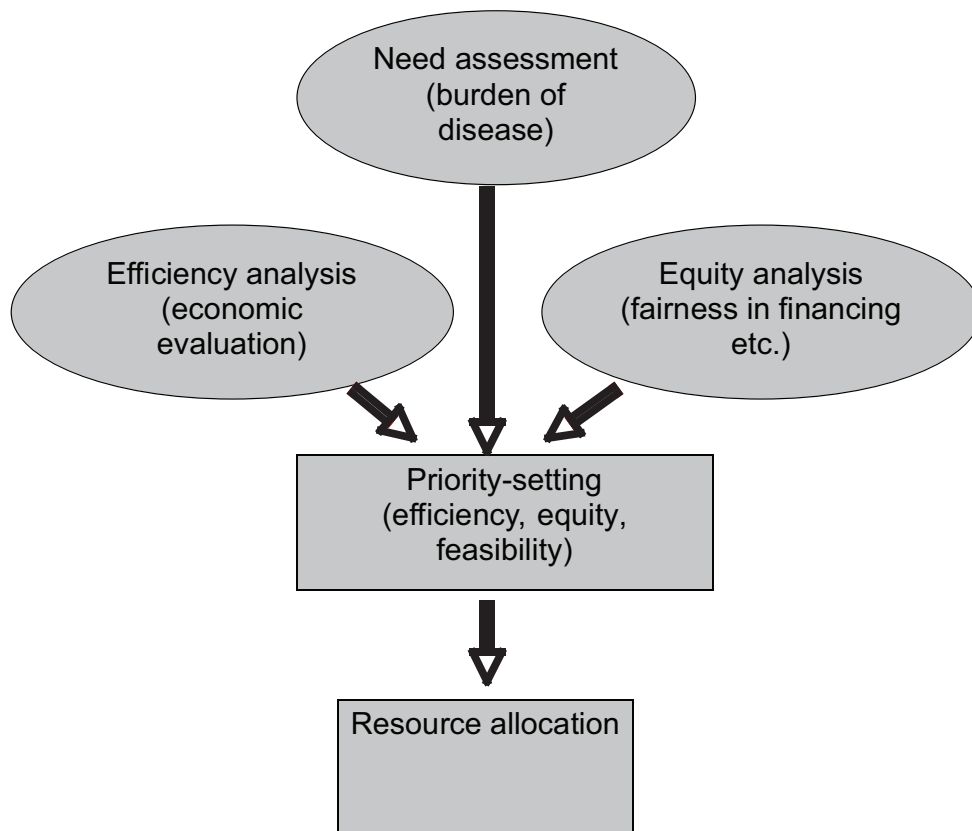 Need assessment
(burden of
disease)
Efficiency analysis
(economic
evaluation)
Equity analysis
(fairness in financing
etc.)
Priority-setting
(efficiency, equity,
feasibility)
Resource allocation